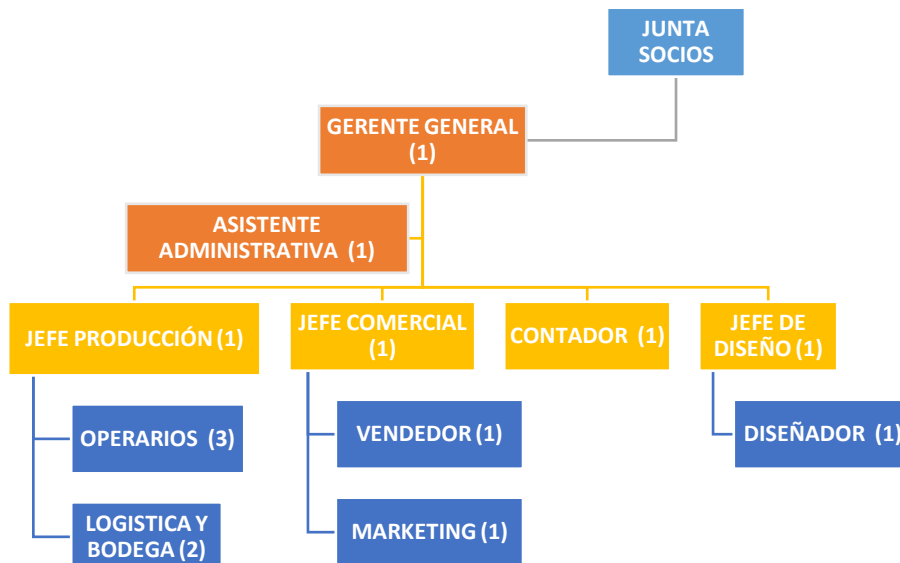 JUNTA
SOCIOS
GERENTE GENERAL
(1)
ASISTENTE
ADMINISTRATIVA (1)
JEFE PRODUCCIÓN (1)
JEFE COMERCIAL
(1)
CONTADOR (1)
JEFE DE
DISEÑO (1)
OPERARIOS (3)
VENDEDOR (1)
DISEÑADOR (1)
LOGISTICA Y
BODEGA (2)
MARKETING (1)